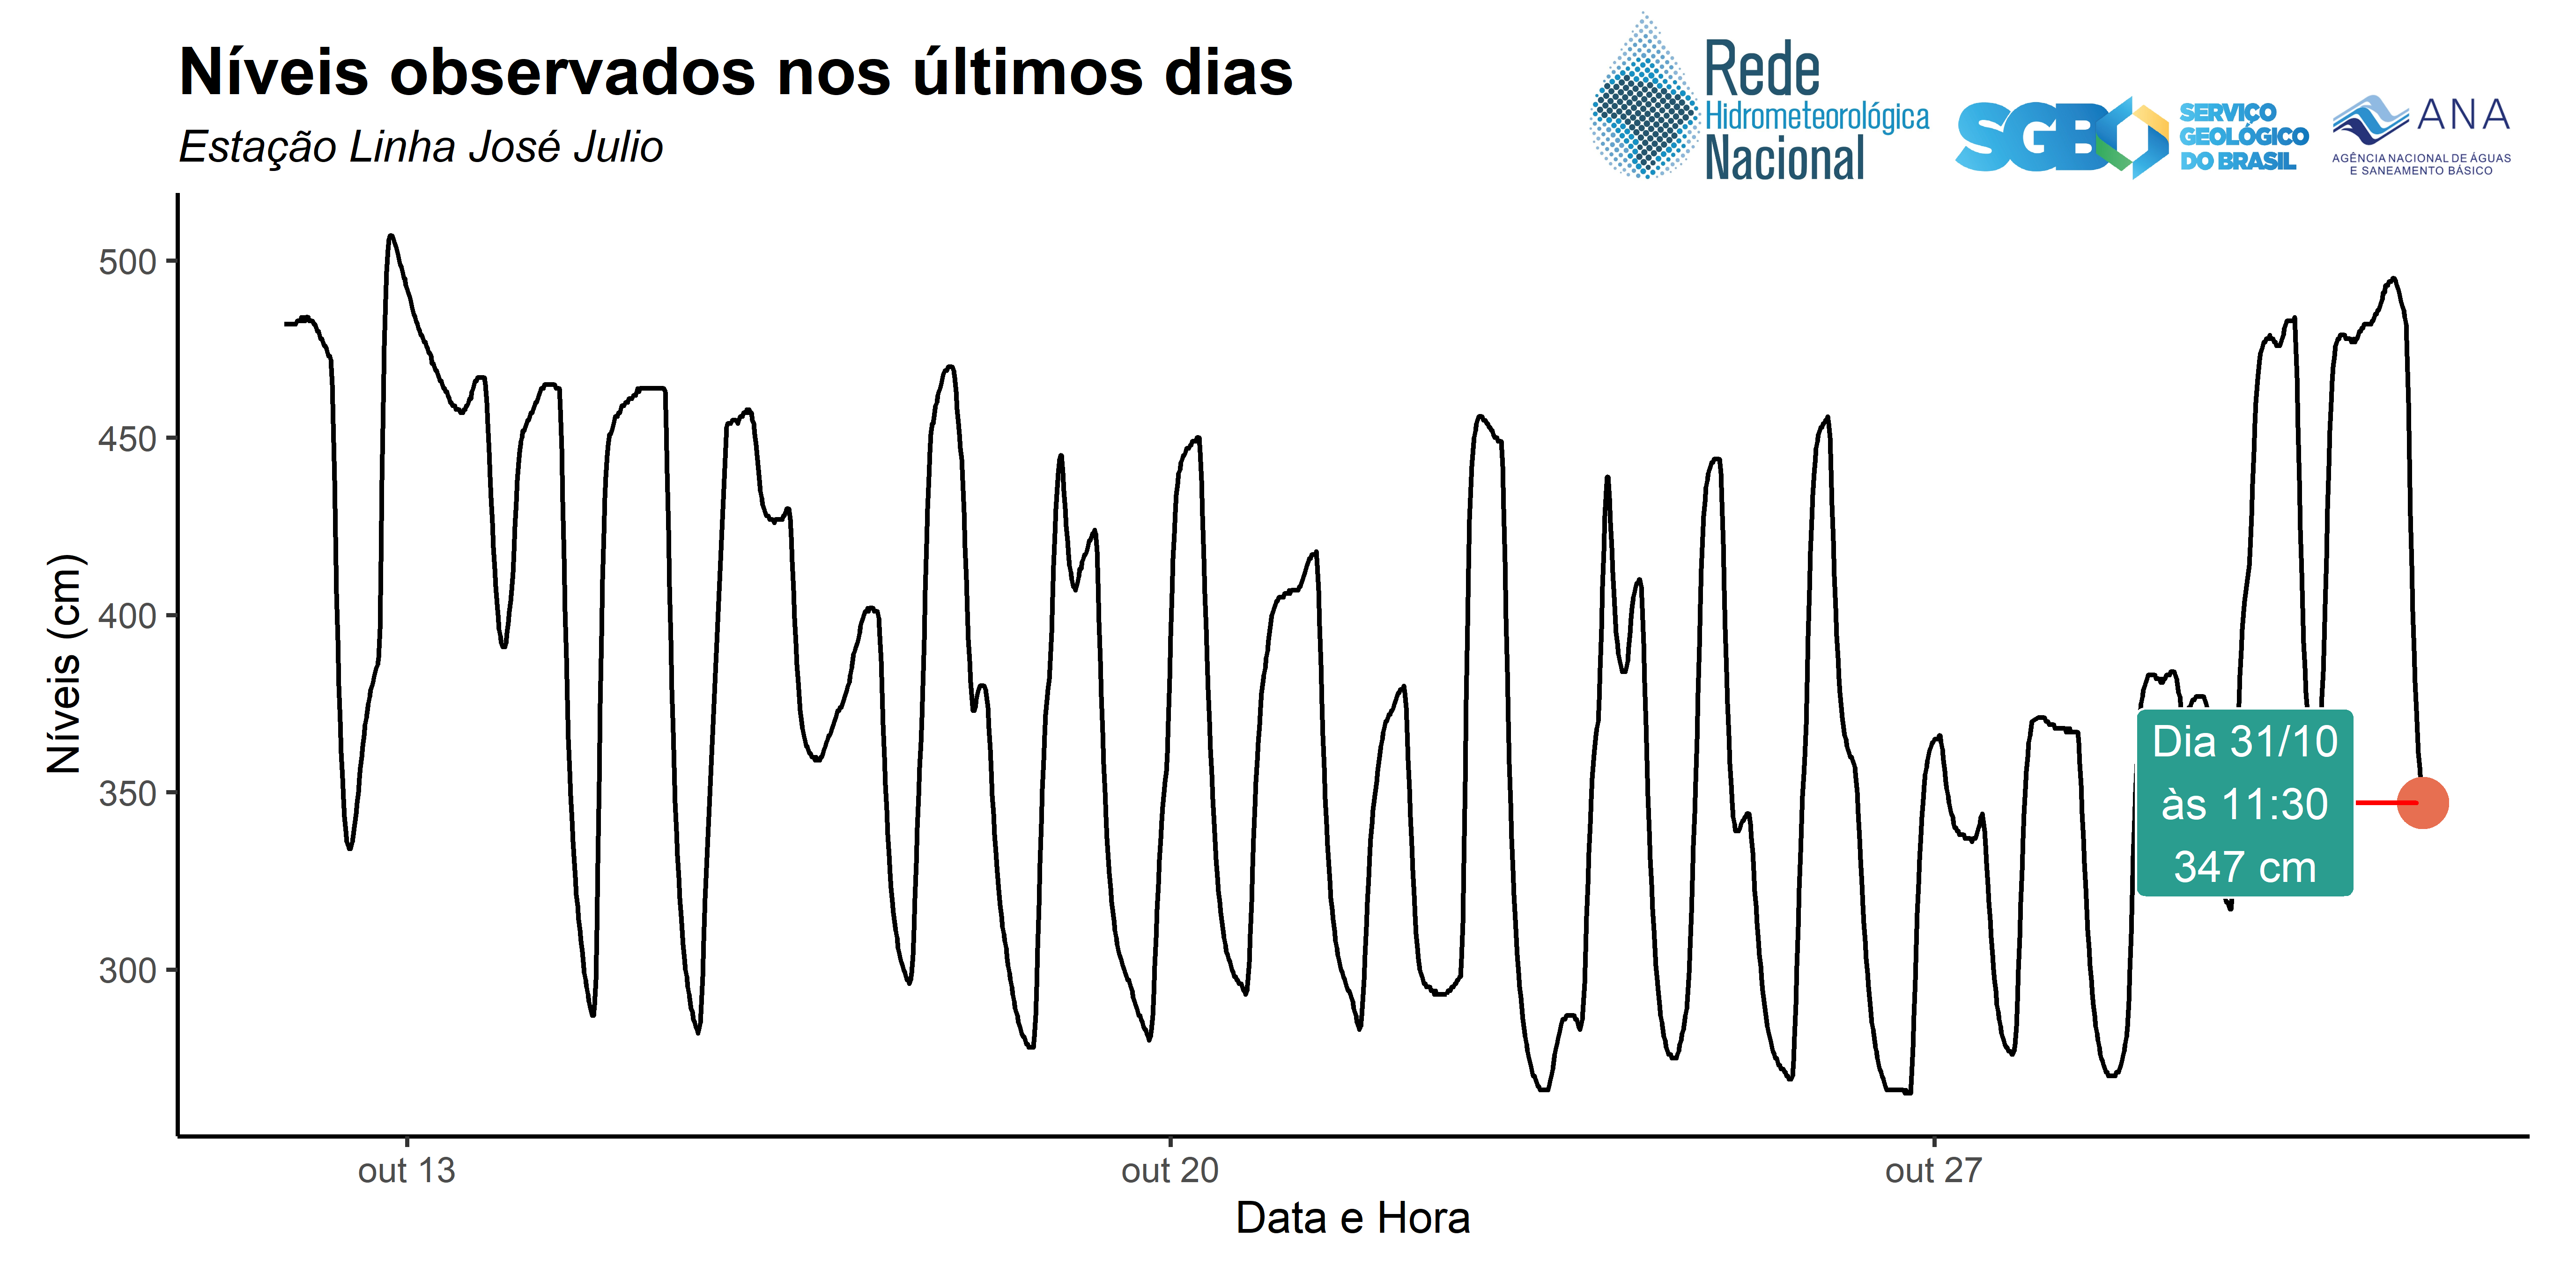 Níveis observados nos últimos dias
Estação Linha José Julio
Rede
Hidrometeorológica
Nacional
SGB
SERVIÇO
GEOLÓGICO
DO BRASIL
ANA
AGÊNCIA NACIONAL DE ÁGUAS
E SANEAMENTO BÁSICO
Níveis (cm)
500
450
400
350
300
Dia 31/10
às 11:30
347 cm
out 13
out 20
out 27
Data e Hora